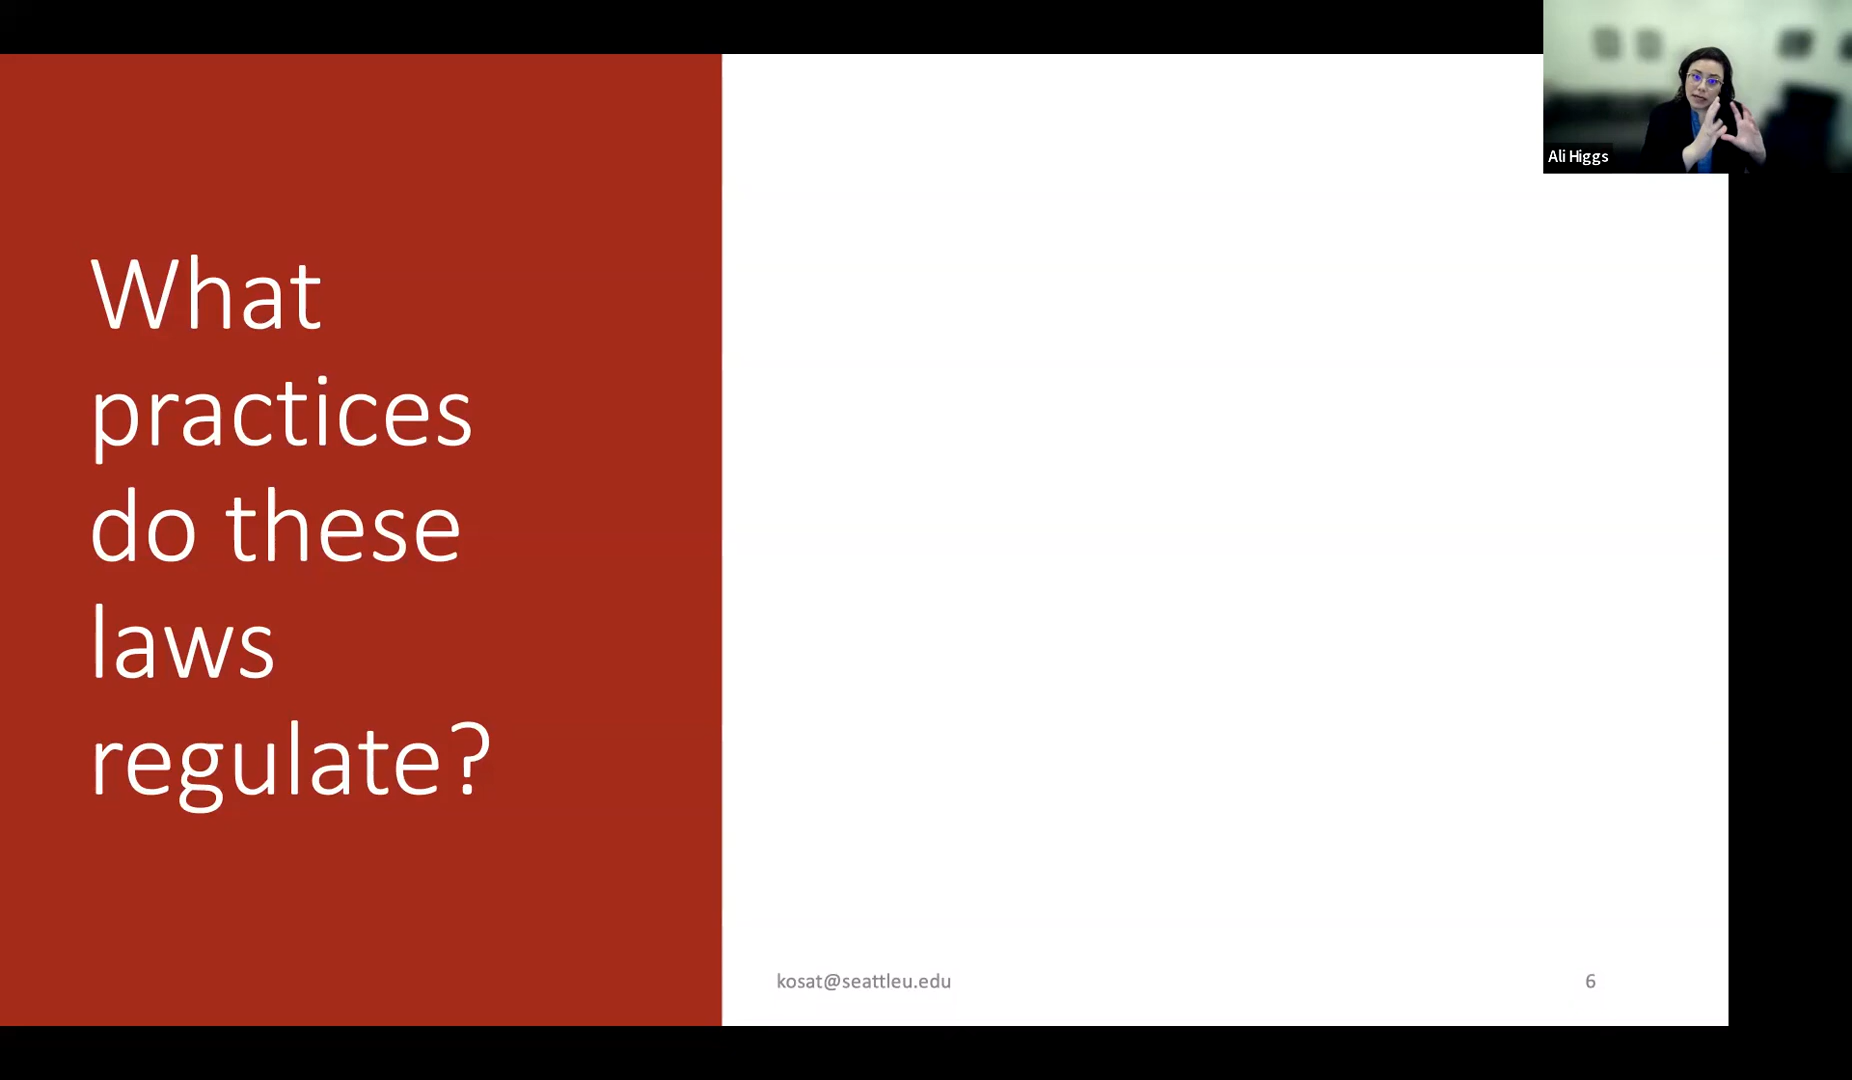 Ali Higgs
What
practices
do these
laws
regulate?
kosat@seattleu.edu
6